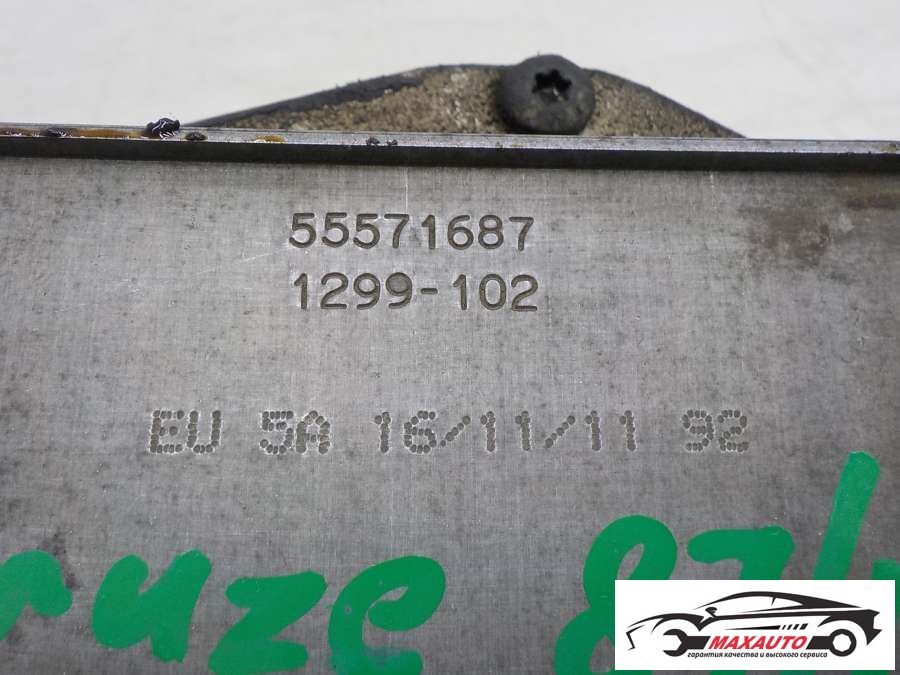 55571687
1299-102
EU 5A 16/11/11 92
ruze
MAXAUTO
гарантия качества и высокого сервиса